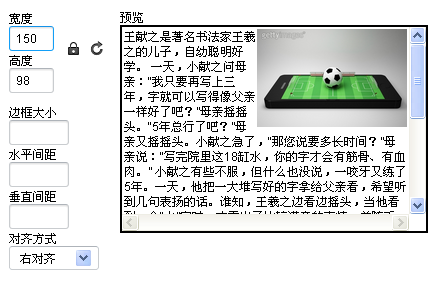 宽度
150
高度
98
边框大小
水平间距
垂直间距
对齐方式
右对齐
预览
王献之是著名书法家王羲
之的儿子，自幼聪明好
学。一天，小献之问母
亲："我只要再写上三
年，字就可以写得像父亲
一样好了吧？"母亲摇摇
头。"5年总行了吧？"母
亲又摇摇头。小献之急了，"那您说要多长时间？"母
亲说："写完院里这18缸水，你的字才会有筋骨、有血
肉。"小献之有些不服，但什么也没说，一咬牙又练了
5年。一天，他把一大堆写好的字拿给父亲看，希望听
到几句表扬的话。谁知，王羲之边看边摇头，当他看